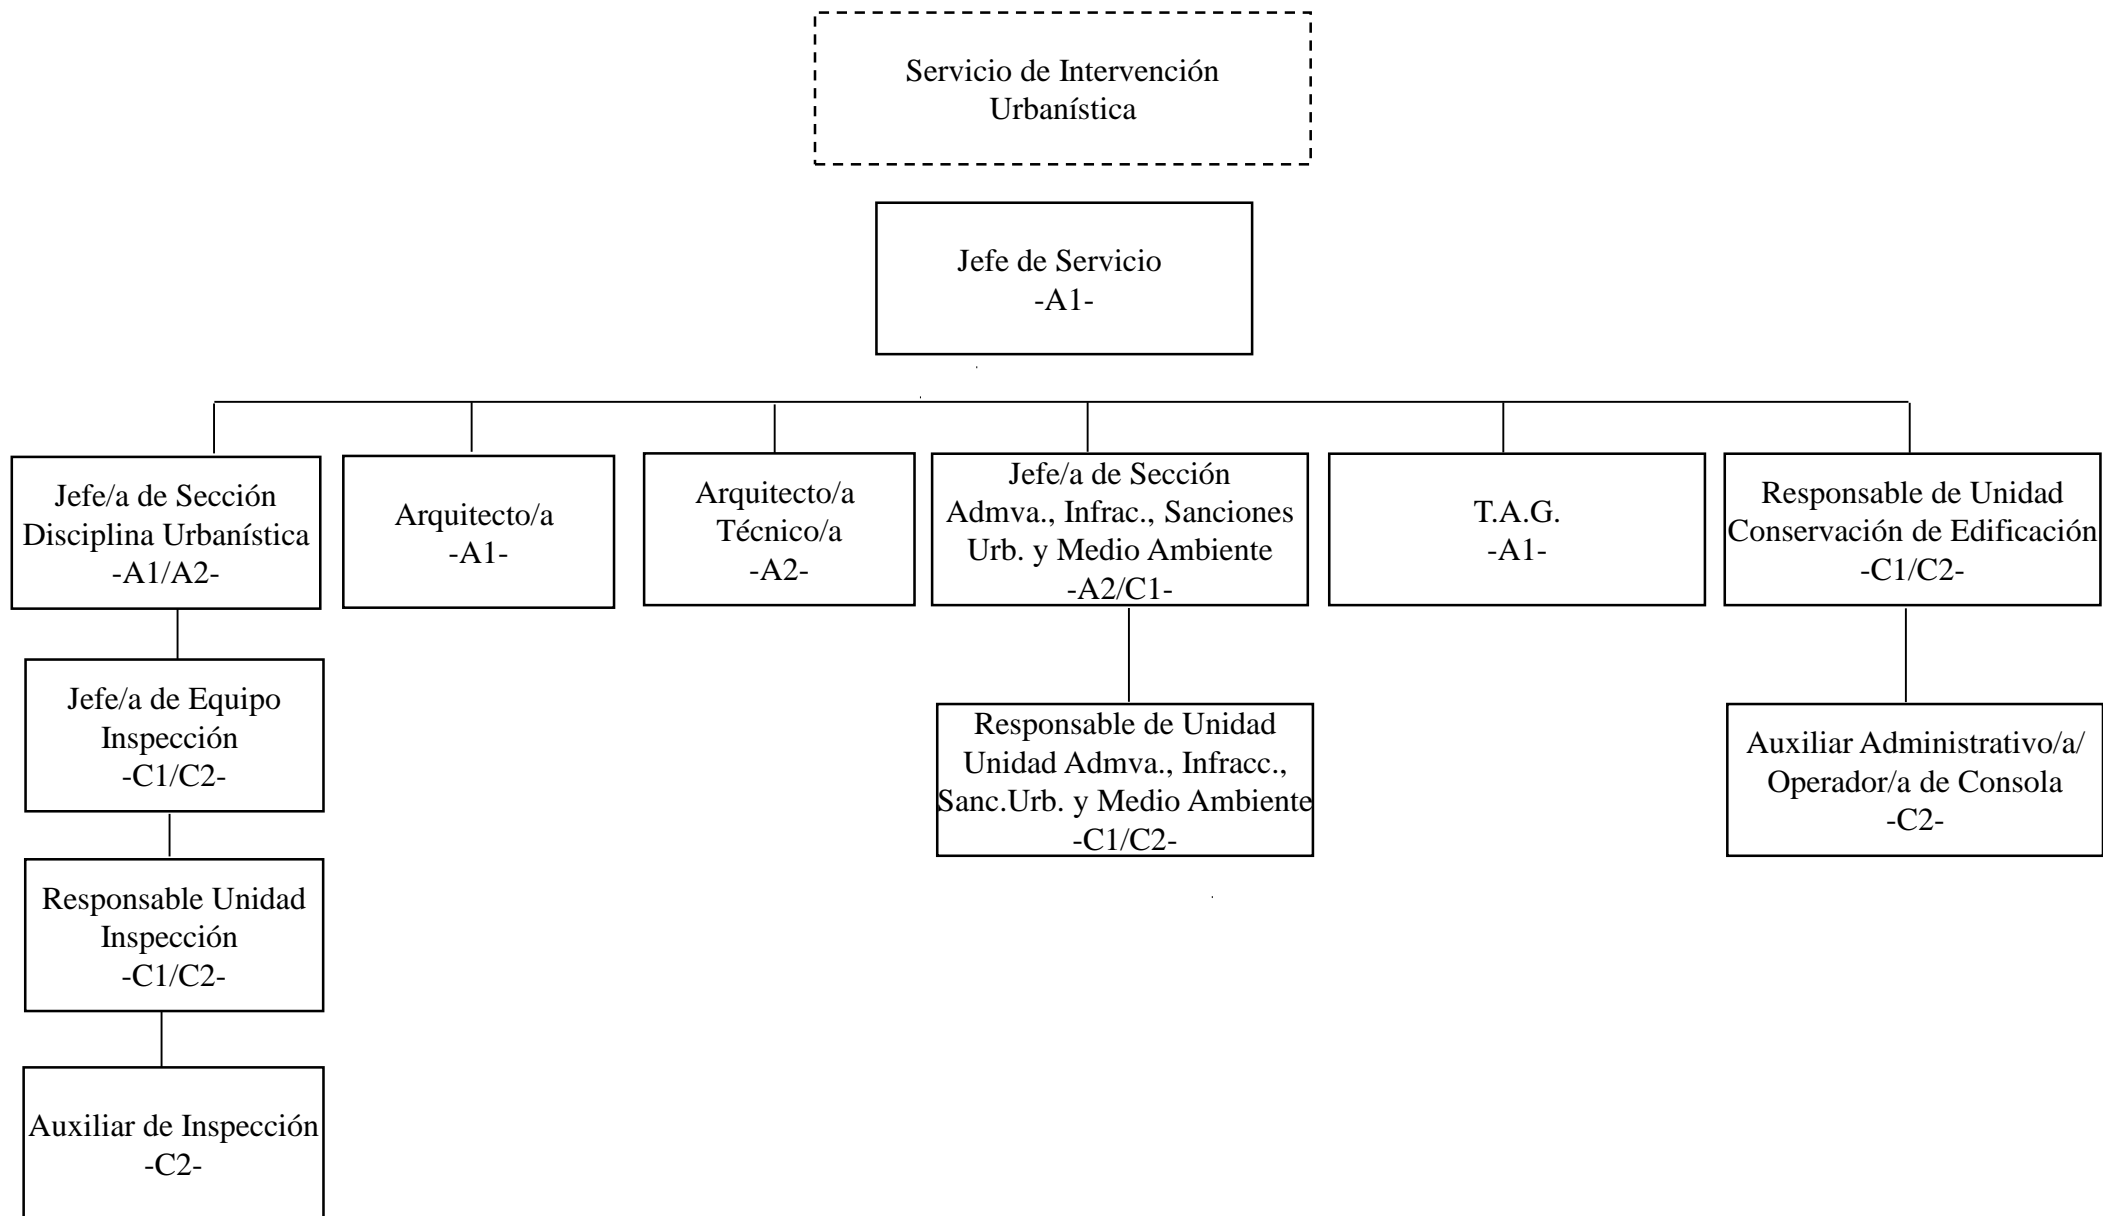 Servicio de Intervención
Urbanística
Jefe de Servicio
-A1-
Jefe/a de Sección
Disciplina Urbanística
-A1/A2-
Arquitecto/a
-A1-
Arquitecto/a
Técnico/a
-A2-
Jefe/a de Sección
Admva., Infrac., Sanciones
Urb. y Medio Ambiente
-A2/C1-
T.A.G.
-A1-
Responsable de Unidad
Conservación de Edificación
-C1/C2-
Jefe/a de Equipo
Inspección
-C1/C2-
Responsable de Unidad
Unidad Admva., Infracc.,
Sanc.Urb. y Medio Ambiente
-C1/C2-
Auxiliar Administrativo/a/
Operador/a de Consola
-C2-
Responsable Unidad
Inspección
-C1/C2-
Auxiliar de Inspección
-C2-